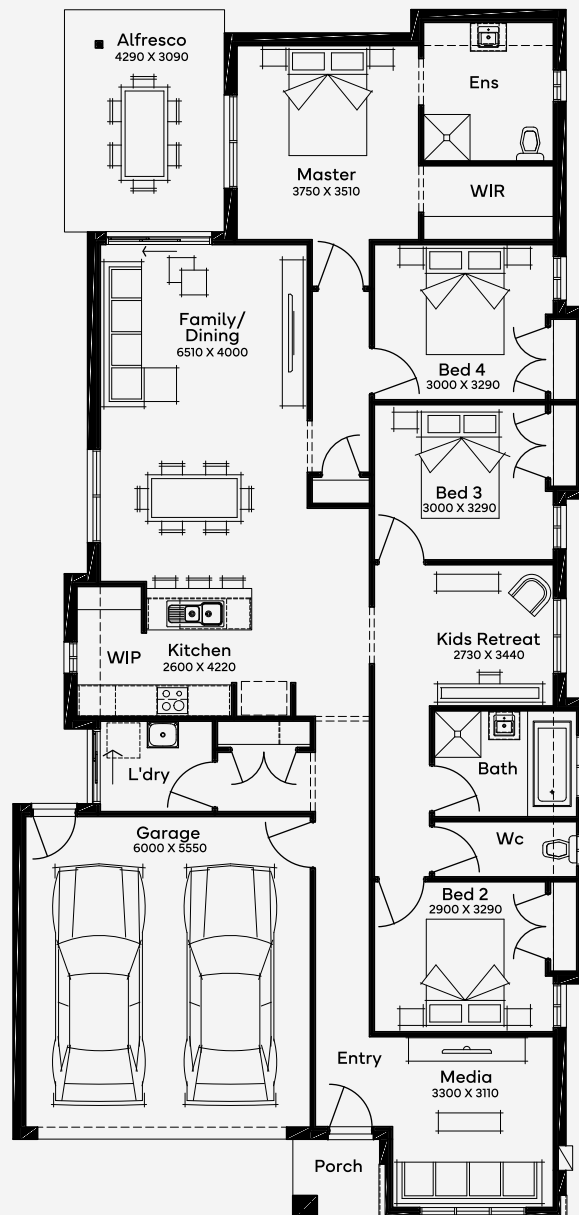 Alfresco
4290 X 3090
Ens
Master
3750 X 3510
WIR
Family/
Dining
6510 X 4000
Bed 4
3000 X 3290
Bed 3
3000 X 3290
Kids Retreat
2730 X 3440
Kitchen
2600 X 4220
WIP
L'dry
Bath
Wc
Garage
6000 X 5550
Bed 2
2900 X 3290
Entry
Media
3300 X 3110
Porch